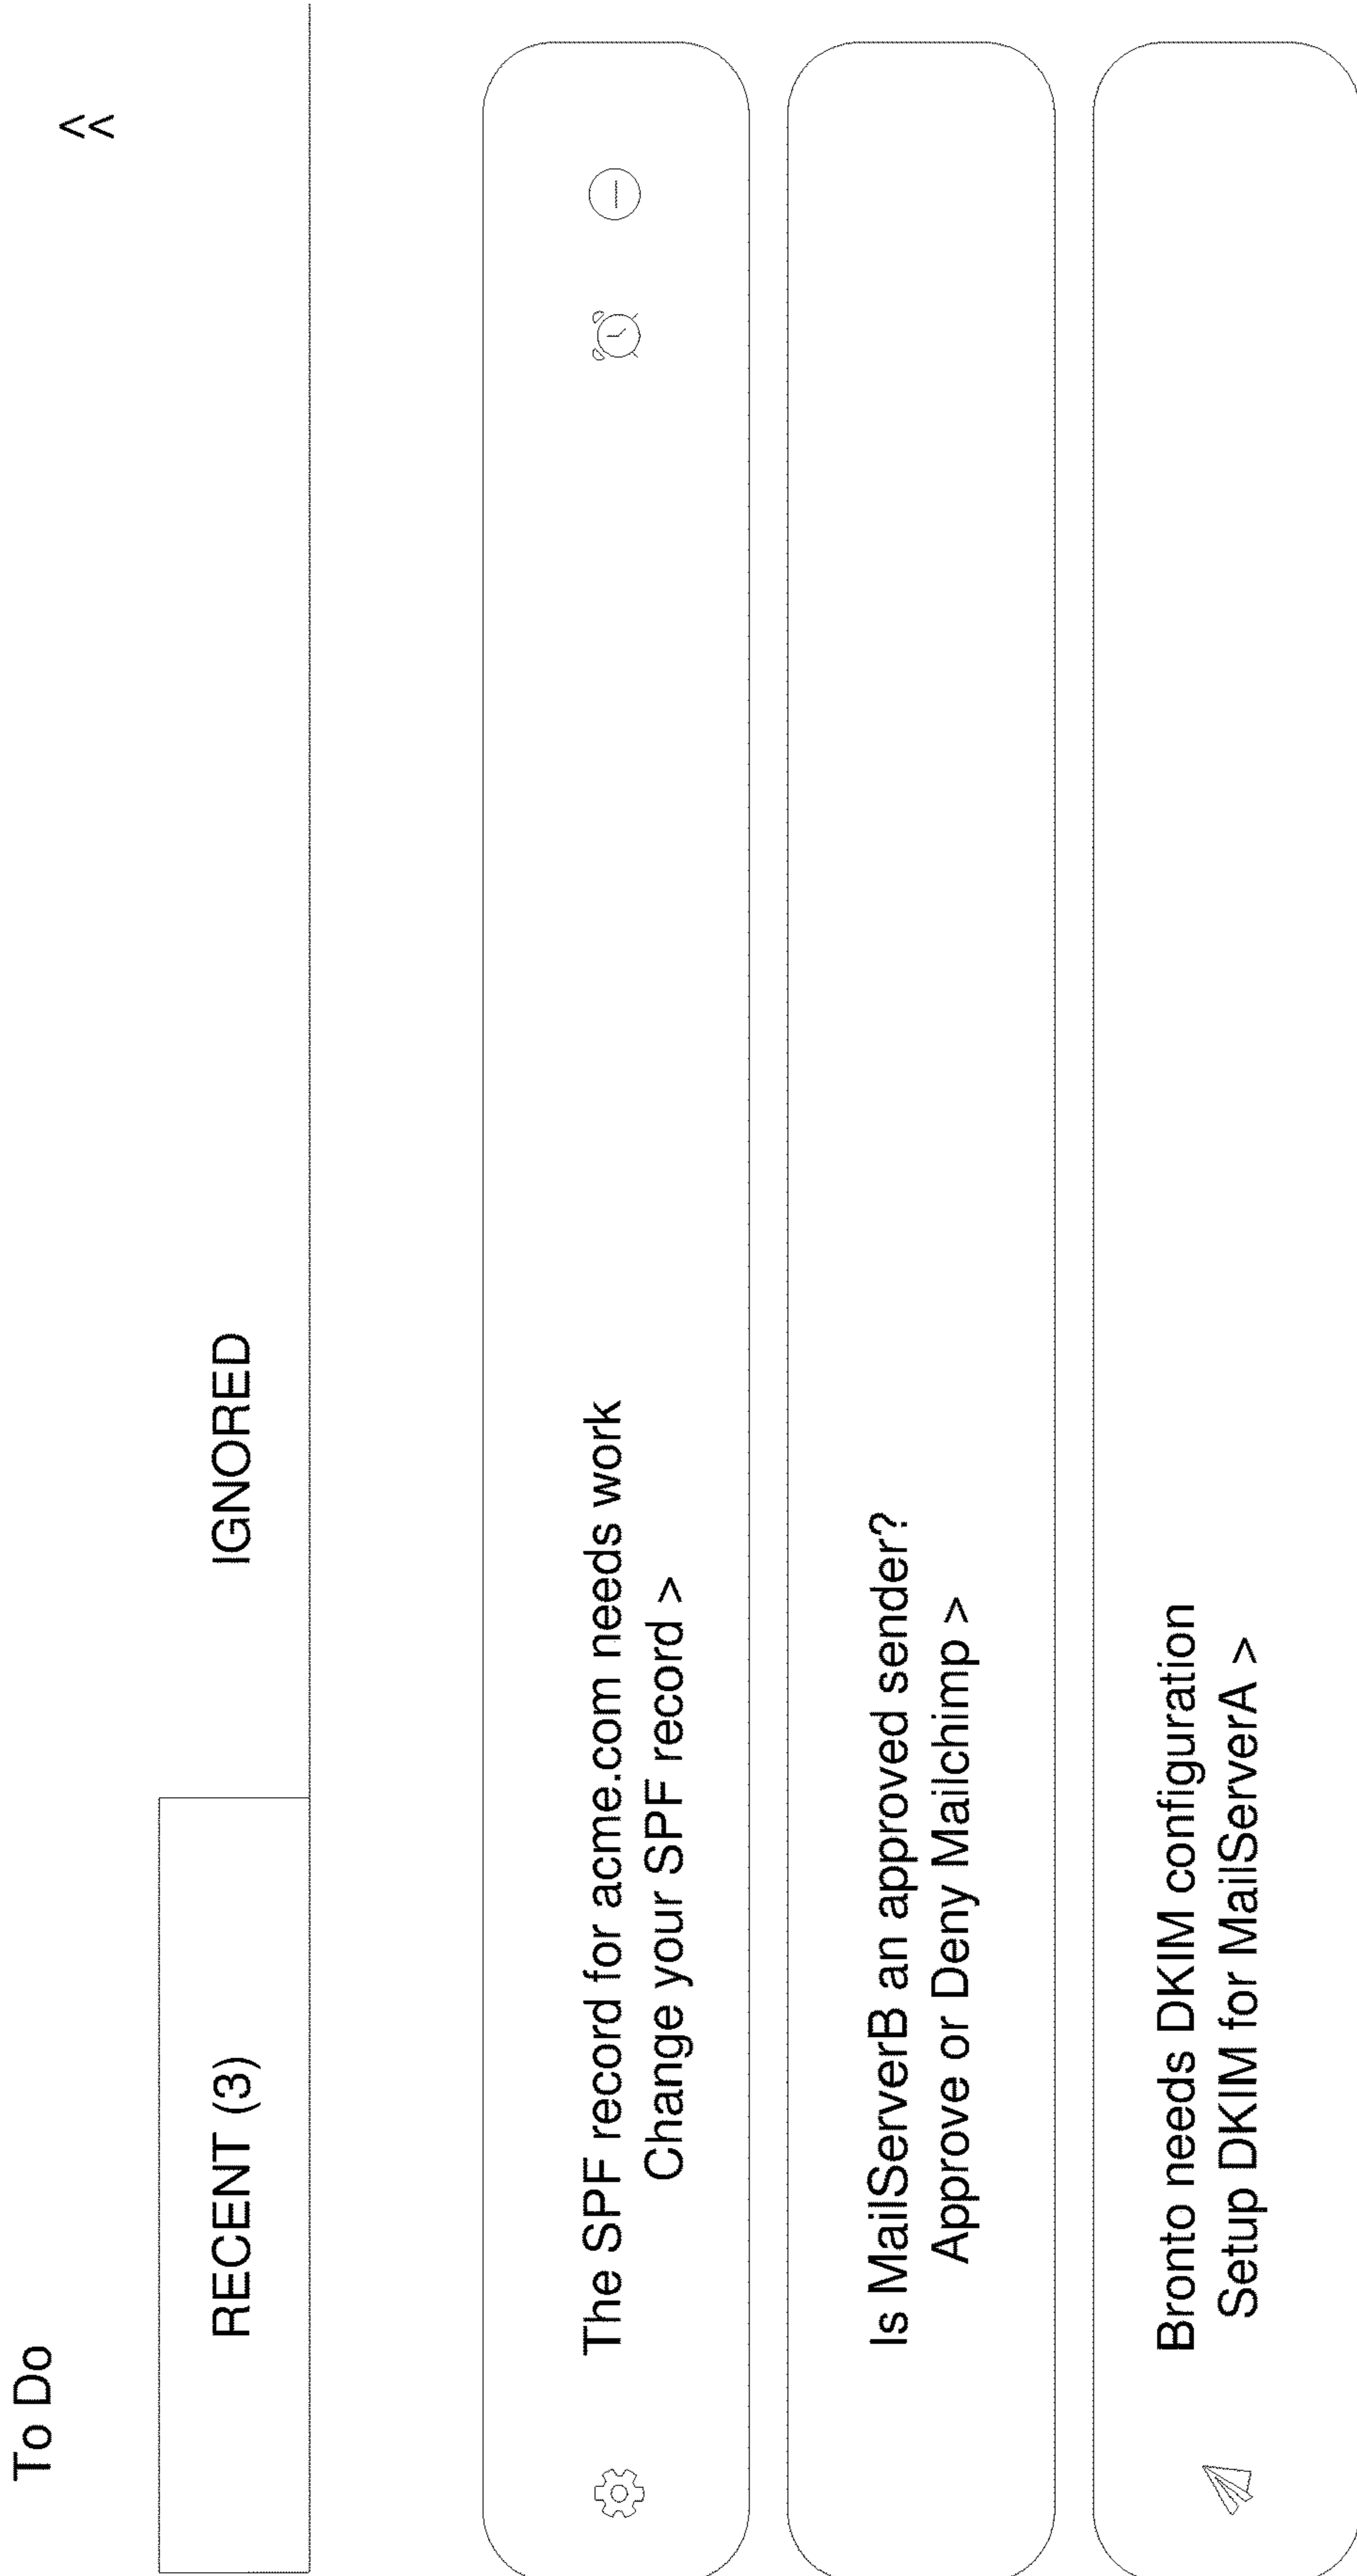 To Do
<<
RECENT (3)
IGNORED
The SPF record for acme.com needs work
Change your SPF record >
Is MailServerB an approved sender?
Approve or Deny Mailchimp >
Bronto needs DKIM configuration
Setup DKIM for MailServerA >